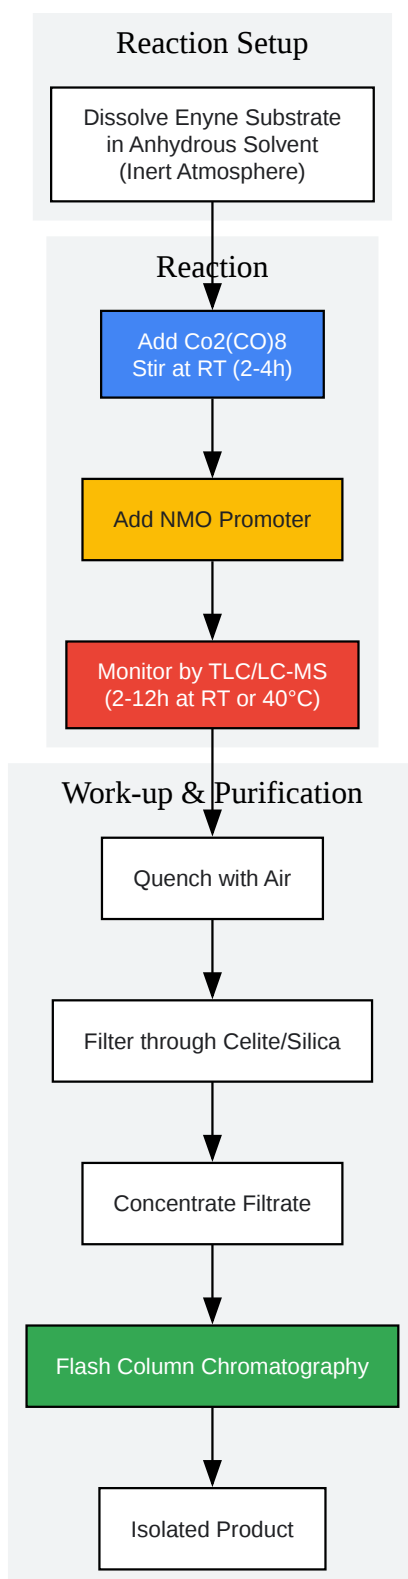 Reaction Setup
Dissolve Enyne Substrate
in Anhydrous Solvent
(Inert Atmosphere)
Reaction
Add Co2(CO)8
Stir at RT (2-4h)
Add NMO Promoter
Monitor by TLC/LC-MS
(2-12h at RT or 40°C)
Work-up & Purification
Quench with Air
Filter through Celite/Silica
Concentrate Filtrate
Flash Column Chromatography
Isolated Product